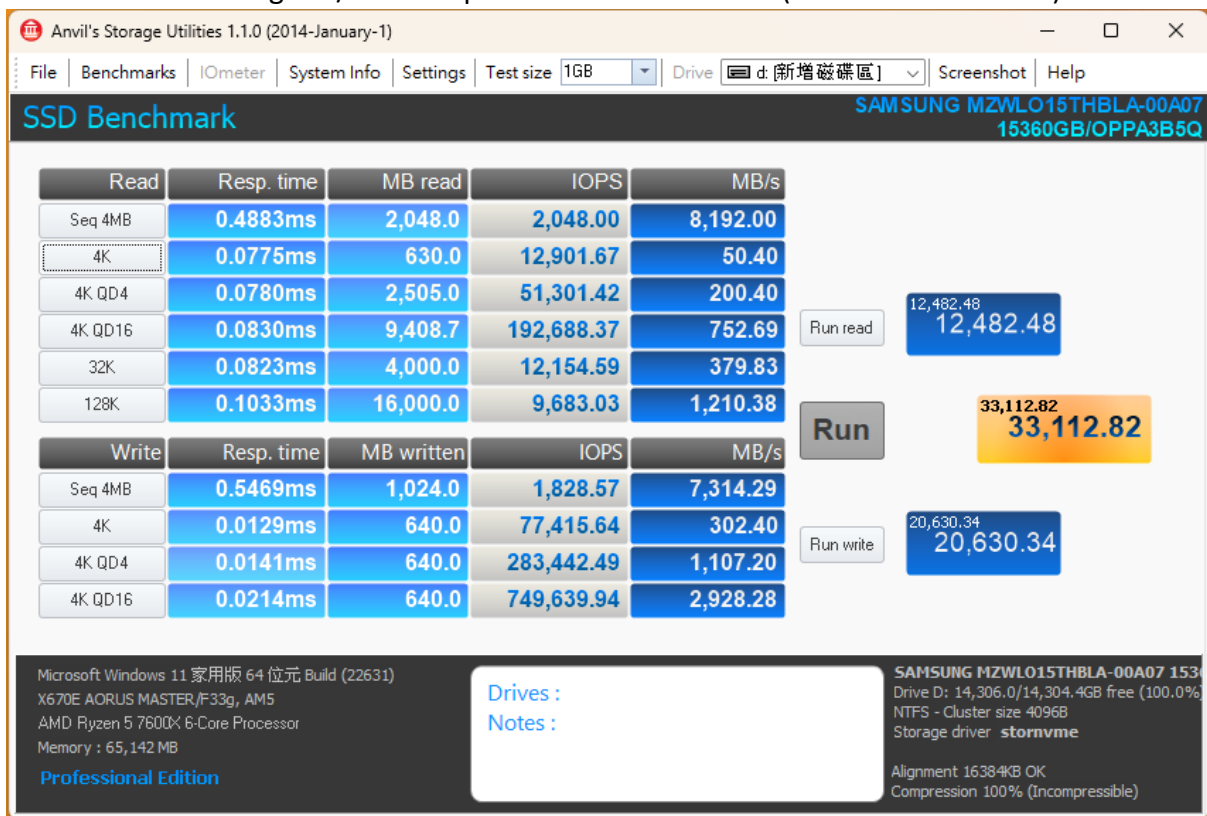 Anvil's Storage Utilities 1.1.0 (2014-January-1)
File Benchmarks IOmeter System Info Settings Test size 1GB Drive d: [新增磁碟區] Screenshot Help
SSD Benchmark
SAMSUNG MZWLO15THBLA-00A07
15360GB/OPPA3B5Q
Read Resp. time MB read IOPS MB/s
Seq 4MB 0.4883ms 2,048.0 2,048.00 8,192.00
4K 0.0775ms 630.0 12,901.67 50.40
4K QD4 0.0780ms 2,505.0 51,301.42 200.40
4K QD16 0.0830ms 9,408.7 192,688.37 752.69
32K 0.0823ms 4,000.0 12,154.59 379.83
128K 0.1033ms 16,000.0 9,683.03 1,210.38
Run read
12,482.48
12,482.48
Run
33,112.82
33,112.82
Write Resp. time MB written IOPS MB/s
Seq 4MB 0.5469ms 1,024.0 1,828.57 7,314.29
4K 0.0129ms 640.0 77,415.64 302.40
4K QD4 0.0141ms 640.0 283,442.49 1,107.20
4K QD16 0.0214ms 640.0 749,639.94 2,928.28
Run write
20,630.34
20,630.34
Microsoft Windows 11 家用版 64 位元 Build (22631)
X670E AORUS MASTER/F33g, AM5
AMD Ryzen 5 7600X 6-Core Processor
Memory : 65,142 MB
Professional Edition
Drives :
Notes :
SAMSUNG MZWLO15THBLA-00A07 153
Drive D: 14,306.0/14,304.4GB free (100.0%)
NTFS - Cluster size 4096B
Storage driver stornvme
Alignment 16384KB OK
Compression 100% (Incompressible)